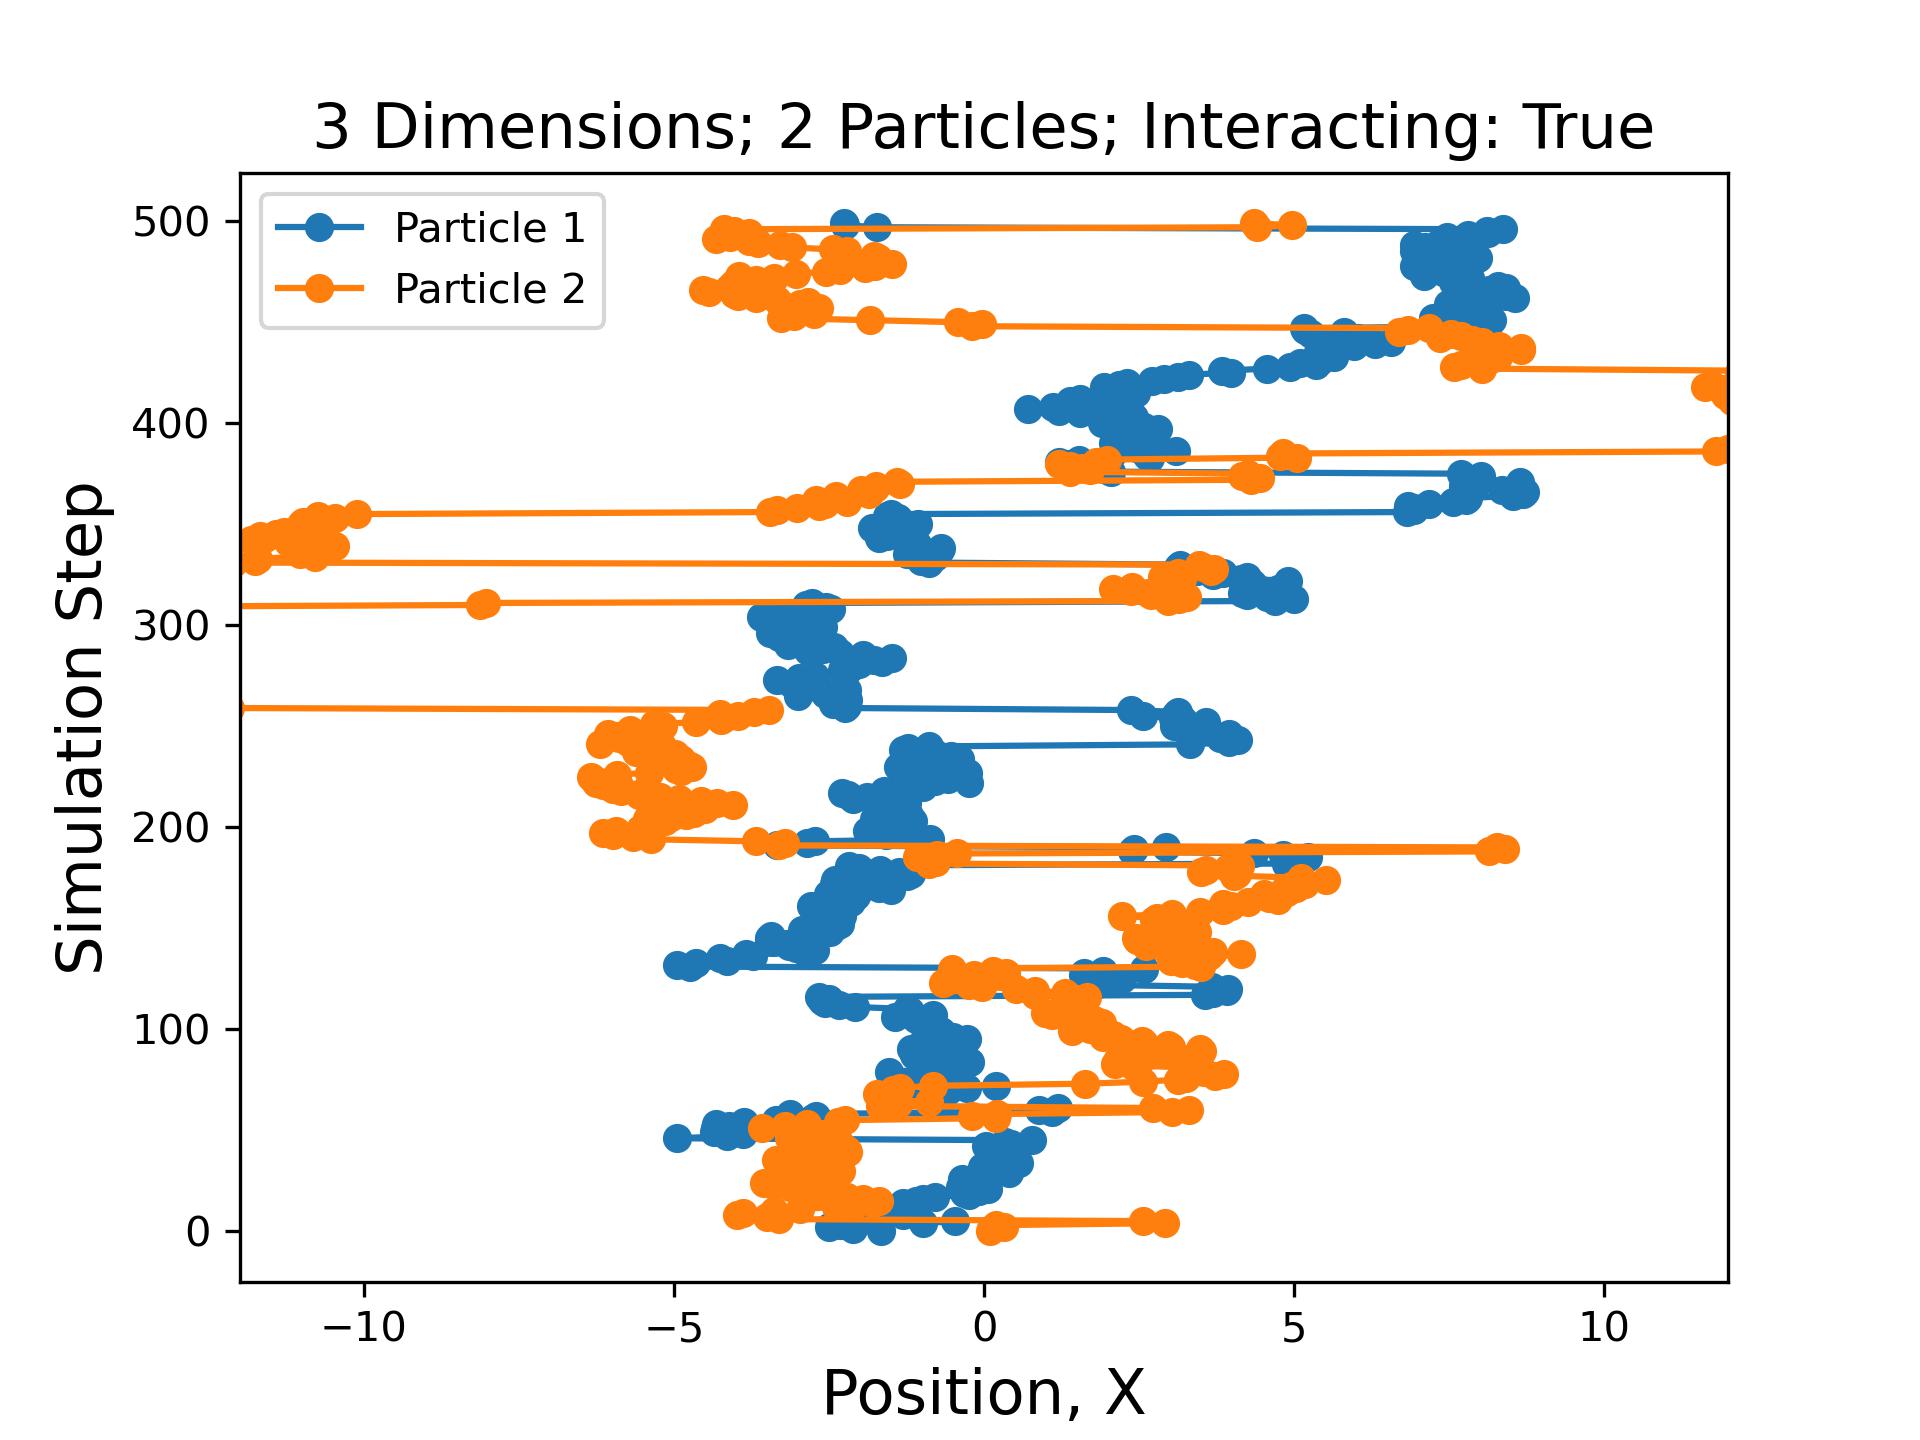 3 Dimensions; 2 Particles; Interacting: True
Particle 1
Particle 2
500
400
300
200
100
0
Simulation Step
−10
−5
0
5
10
Position, X